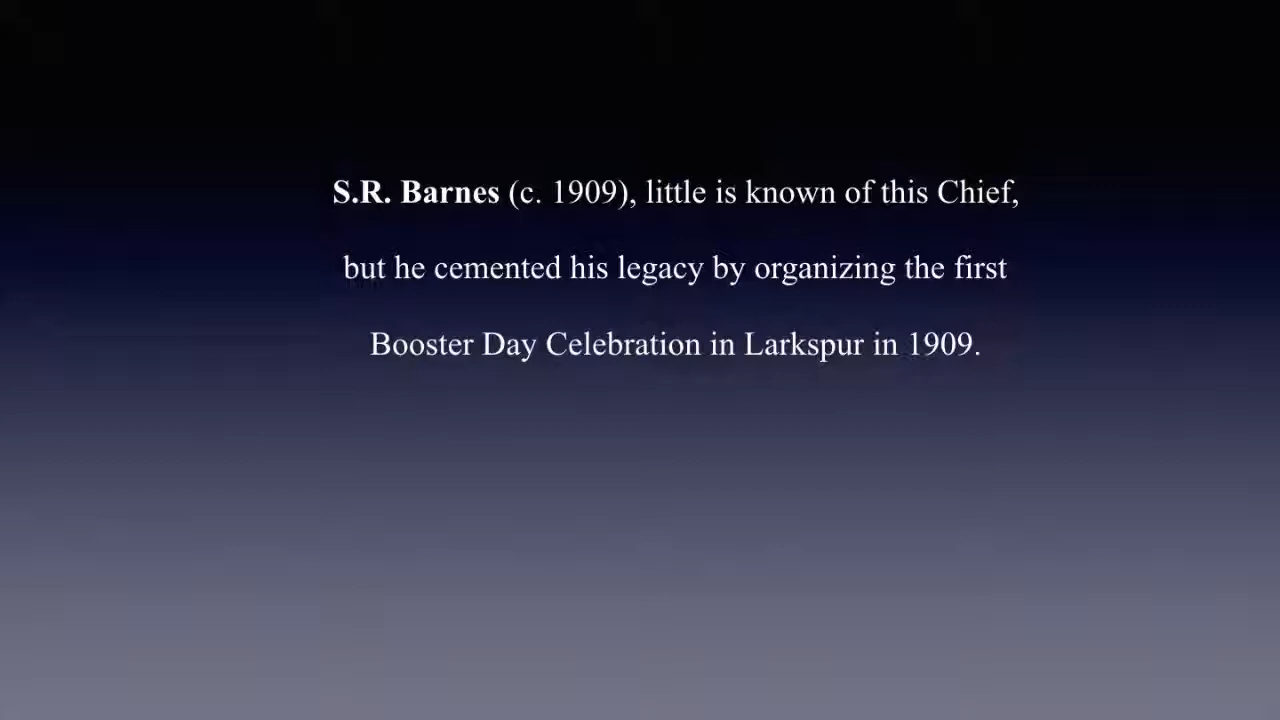 S.R. Barnes (c. 1909), little is known of this Chief,
but he cemented his legacy by organizing the first
Booster Day Celebration in Larkspur in 1909.